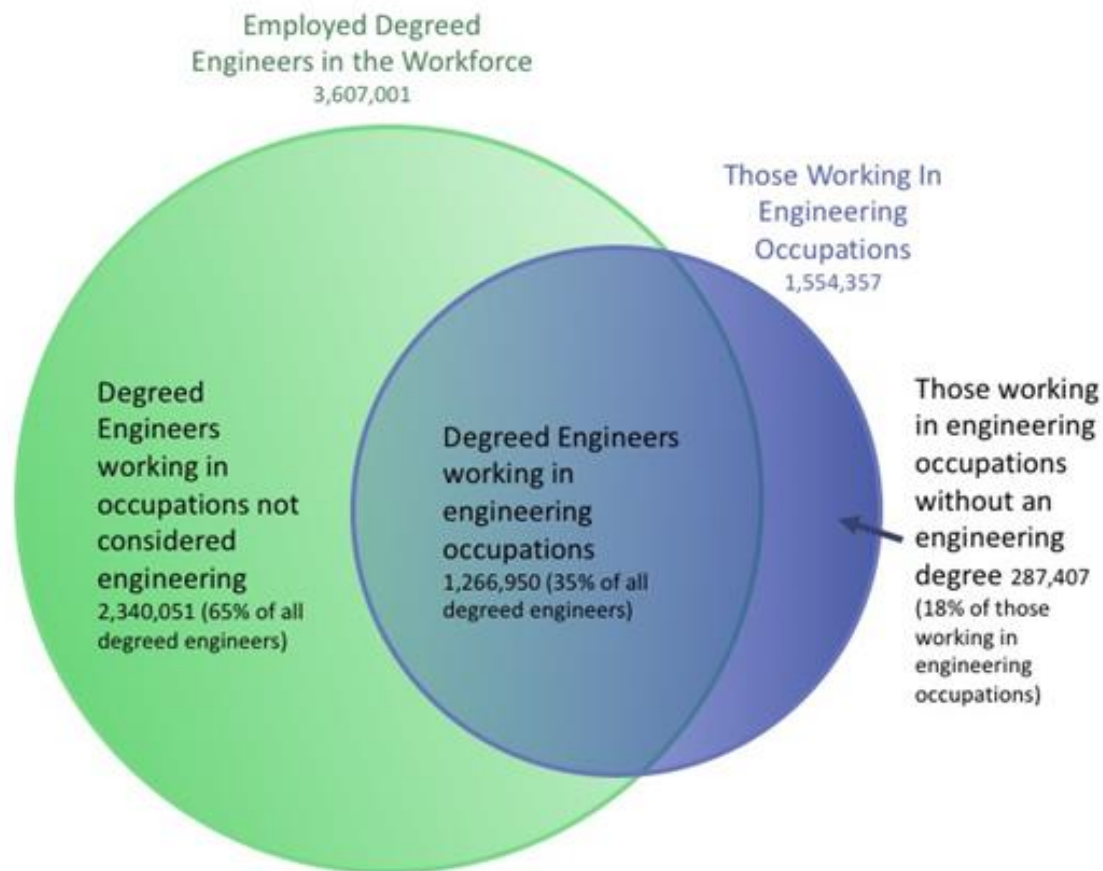 Employed Degreed
Engineers in the Workforce
3,607,001
Those Working In
Engineering
Occupations
1,554,357
Degreed
Engineers
working in
occupations not
considered
engineering
2,340,051 (65% of all
degreed engineers)
Degreed Engineers
working in
engineering
occupations
1,266,950 (35% of all
degreed engineers)
Those working
in engineering
occupations
without an
engineering
degree 287,407
(18% of those
working in
engineering
occupations)